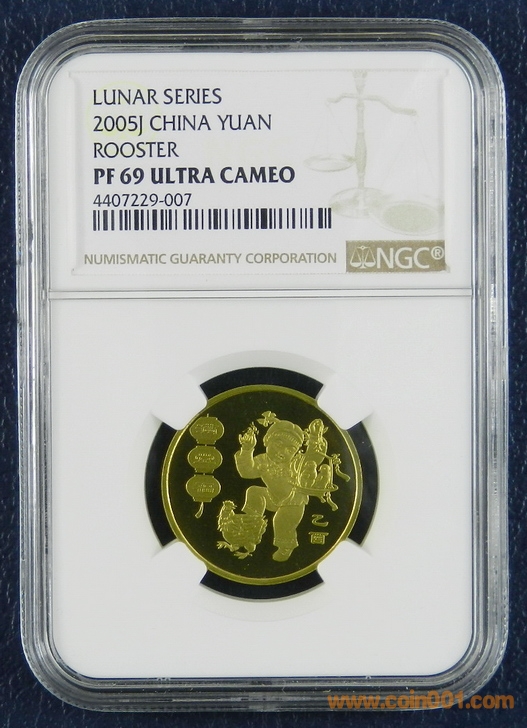 LUNAR SERIES
2005J CHINA YUAN
ROOSTER
PF 69 ULTRA CAMEO
4407229-007
NUMISMATIC GUARANTY CORPORATION NGC®
乙
酉
www.coin001.com